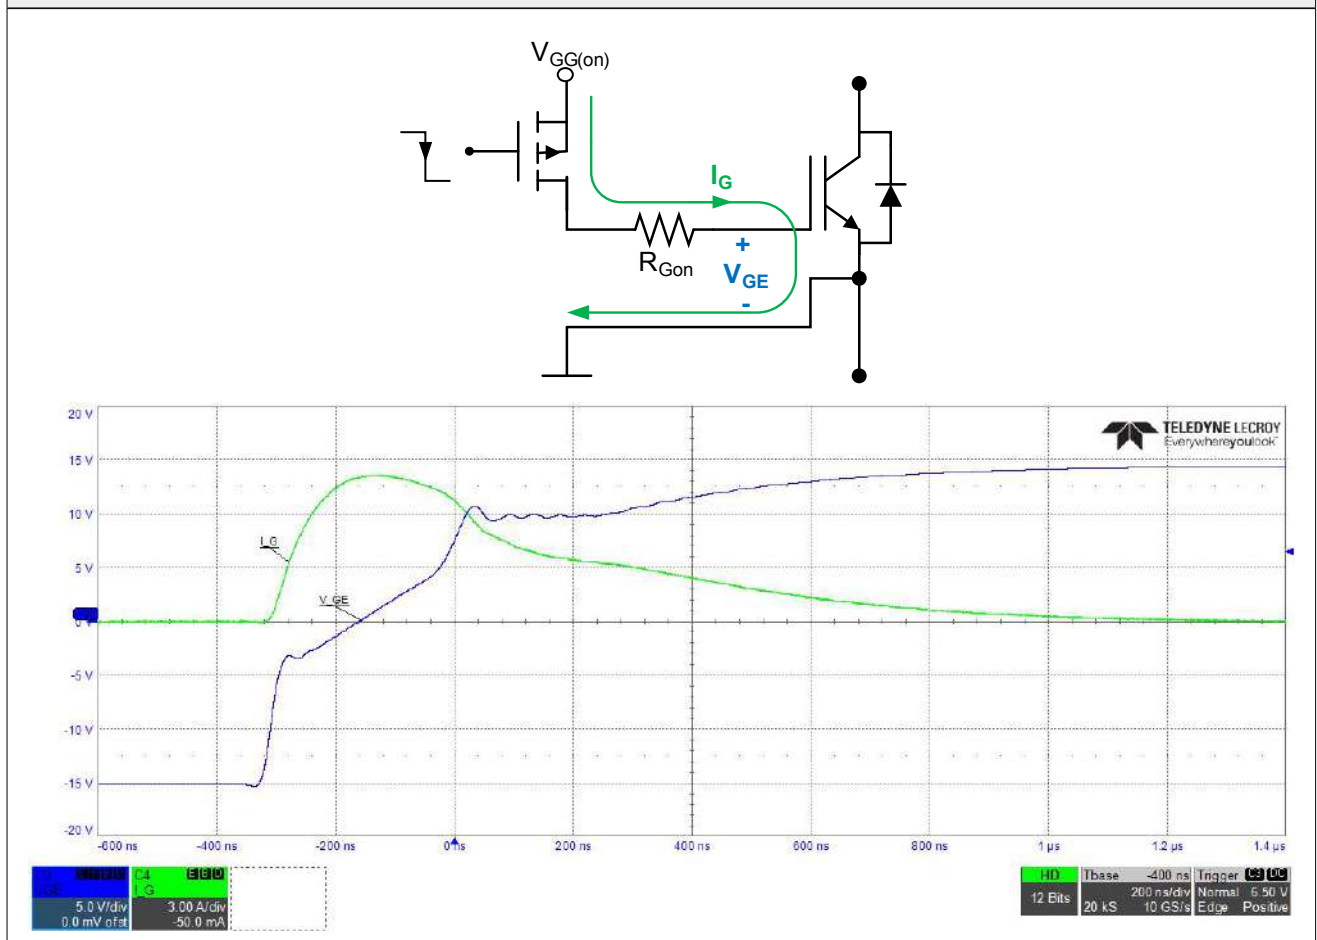 VGG(on)
IG
+
RGon
VGE
-
20 V
TELEDYNE LECROY
Everywhereyoulook™
15 V
10 V
I_G
5 V
V_GE
0 V
-5 V
-10 V
-15 V
-20 V
-600 ns -400 ns -200 ns 0 ns 200 ns 400 ns 600 ns 800 ns 1 µs 1.2 µs 1.4 µs
C4
I_G
5.0 V/div 3.00 A/div
0.0 mV ofst -50.0 mA
HD Tbase -400 ns Trigger C3 DC
12 Bits 200 ns/div Normal 6.50 V
20 kS 10 GS/s Edge Positive